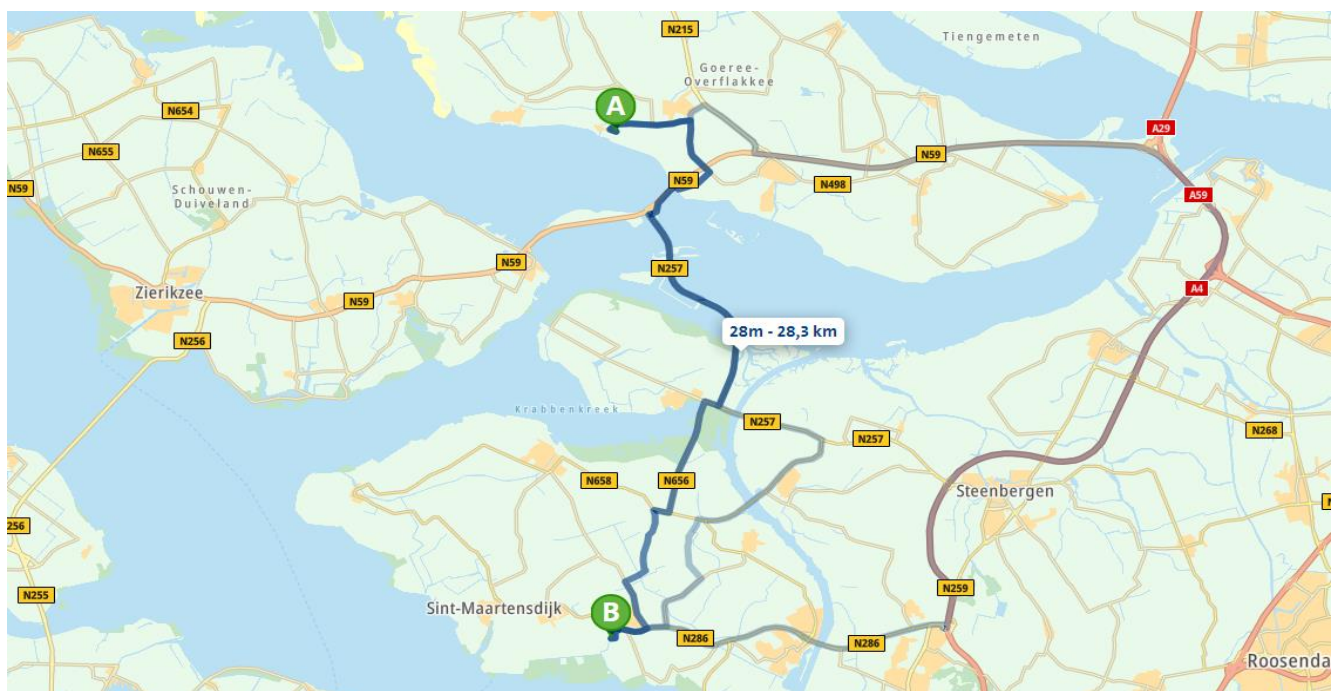 N215
Tiengemeten
Goeree-
Overflakkee
A
N654
A29
N655
N59
N59
Schouwen-
Duiveland
N59
N498
A59
N59
N257
Zierikzee
N59
A4
28m - 28,3 km
N256
Krabbenkreek
N257
N257
N268
N658
N656
Steenbergen
256
N259
N255
Sint-Maartensdijk
B
N286
N286
Roosenda